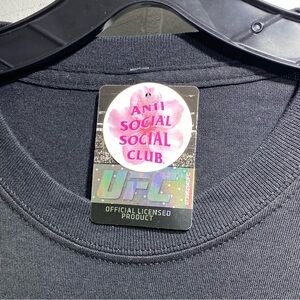 ANTI
SOCIAL
SOCIAL
CLUB
UFC
OFFICIAL LICENSED
PRODUCT